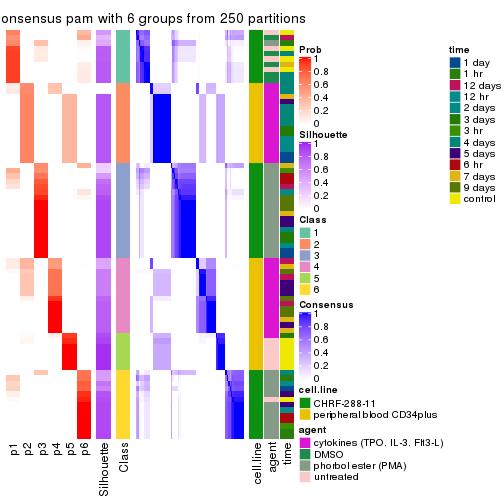 onsensus pam with 6 groups from 250 partitions
Prob
1
0.8
0.6
0.4
0.2
0
Silhouette
1
0.8
0.6
0.4
0.2
0
Class
1
2
3
4
5
6
Consensus
1
0.8
0.6
0.4
0.2
0
cell.line
CHRF-288-11
peripheral blood CD34plus
agent
cytokines (TPO, IL-3, Flt3-L)
DMSO
phorbol ester (PMA)
untreated
time
1 day
1 hr
12 days
12 hr
2 days
3 days
3 hr
4 days
5 days
6 hr
7 days
9 days
control
p1
p2
p3
p4
p5
p6
Silhouette
Class
cell.line
agent
time